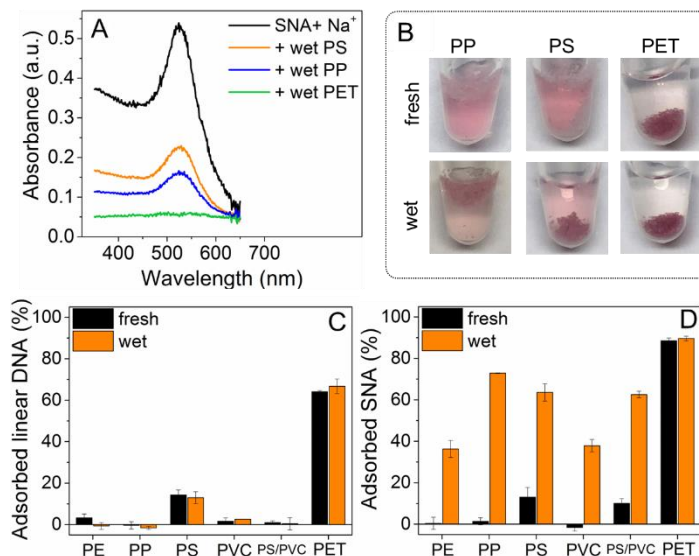 A
SNA+ Na⁺
+ wet PS
+ wet PP
+ wet PET
0.5
0.4
0.3
0.2
0.1
0.0
Absorbance (a.u.)
400 500 600 700
Wavelength (nm)
B
PP PS PET
fresh
wet
C
fresh
wet
100
80
60
40
20
0
Adsorbed linear DNA (%)
PE PP PS PVC PS/PVC PET
D
fresh
wet
100
80
60
40
20
0
Adsorbed SNA (%)
PE PP PS PVC PS/PVC PET